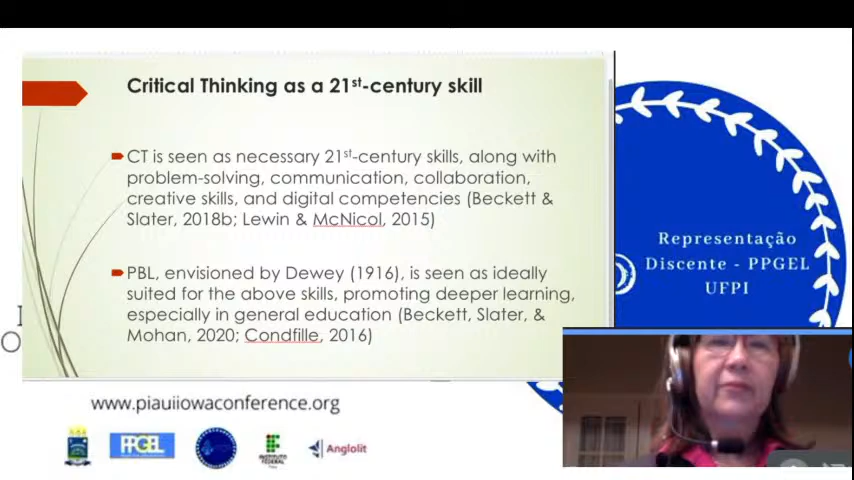 Critical Thinking as a 21st-century skill
CT is seen as necessary 21st-century skills, along with
problem-solving, communication, collaboration,
creative skills, and digital competencies (Beckett &
Slater, 2018b; Lewin & McNicol, 2015)
PBL, envisioned by Dewey (1916), is seen as ideally
suited for the above skills, promoting deeper learning,
especially in general education (Beckett, Slater, &
Mohan, 2020; Condfille, 2016)
Representação
Discente - PPGEL
UFPI
www.piauiiowaconference.org
PPGEL
INSTITUTO
FEDERAL
Anglolit